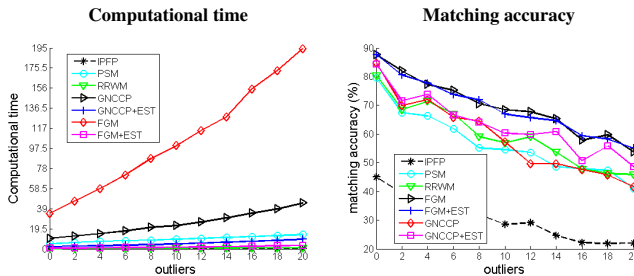 Computational time
Matching accuracy
Computational time
195
175.5
156
136.5
117
97.5
78
58.5
39
19.5
0
IPFP
PSM
RRWM
GNCCP
GNCCP+EST
FGM
FGM+EST
0 2 4 6 8 10 12 14 16 18 20
outliers
matching accuracy (%)
90
80
70
60
50
40
30
20
IPFP
PSM
RRWM
FGM
FGM+EST
GNCCP
GNCCP+EST
0 2 4 6 8 10 12 14 16 18 20
outliers